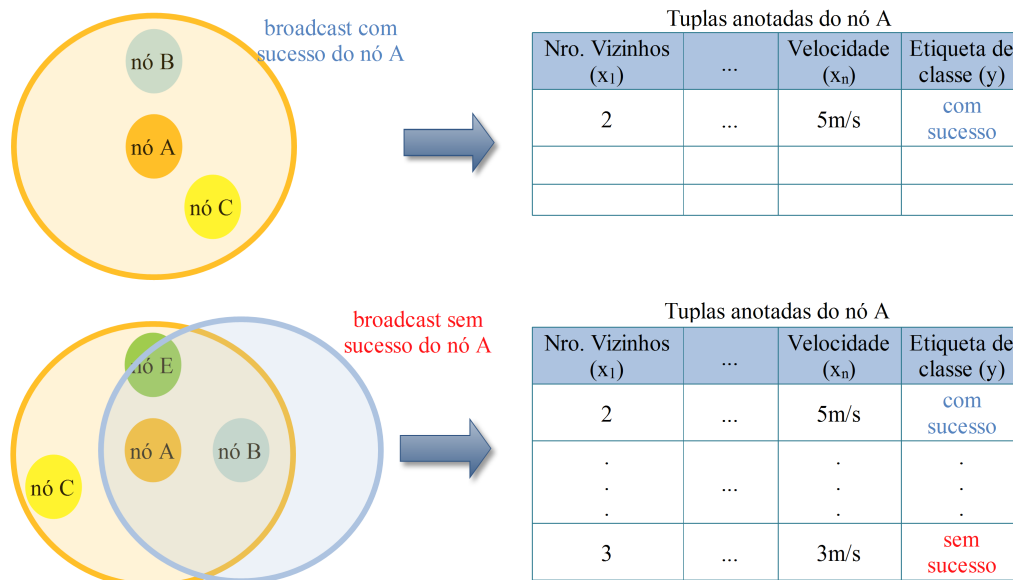 broadcast com
sucesso do nó A
nó B
nó A
nó C
Tuplas anotadas do nó A
Nro. Vizinhos (x₁) ... Velocidade (xₙ) Etiqueta de classe (y)
2 ... 5m/s com sucesso
broadcast sem
sucesso do nó A
nó E
nó A nó B
nó C
Tuplas anotadas do nó A
Nro. Vizinhos (x₁) ... Velocidade (xₙ) Etiqueta de classe (y)
2 ... 5m/s com sucesso
. . .
. ... . .
. . .
3 ... 3m/s sem sucesso